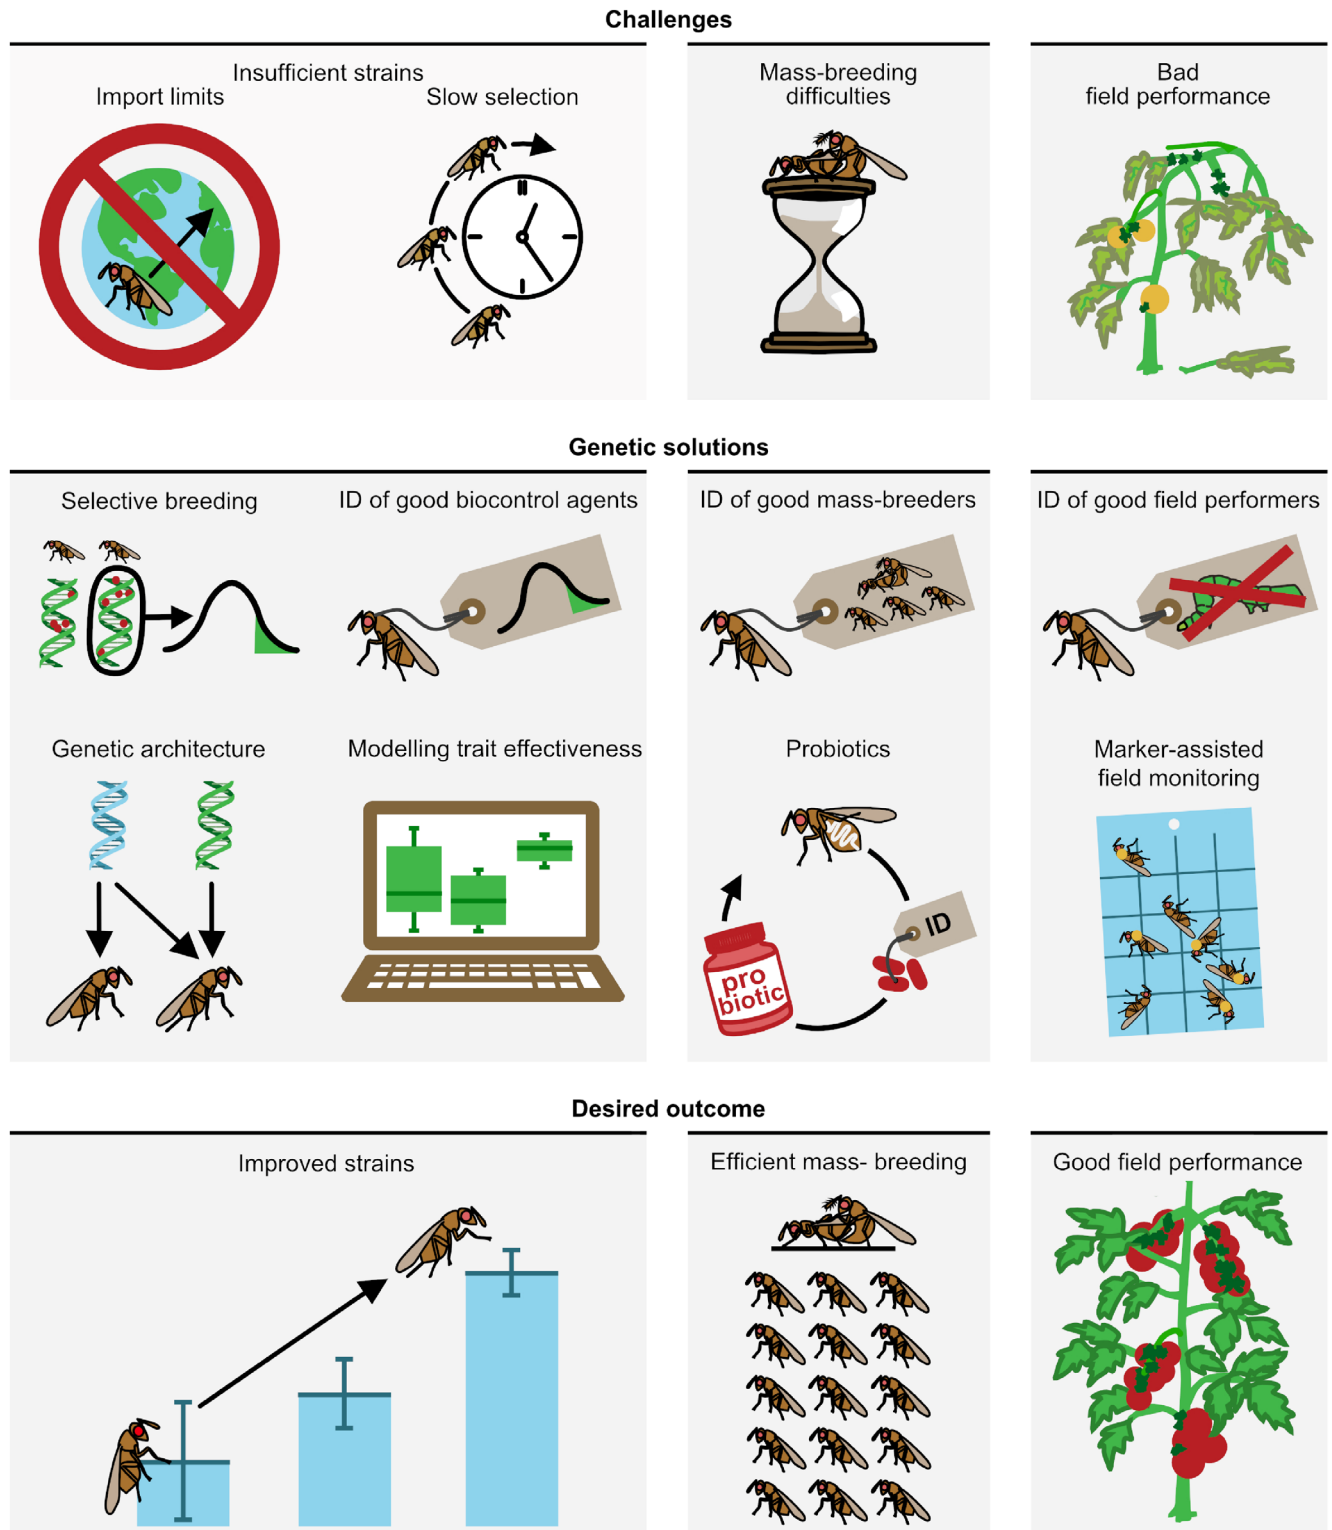 Challenges
Insufficient strains
Import limits
Slow selection
Mass-breeding
difficulties
Bad
field performance
Genetic solutions
Selective breeding
ID of good biocontrol agents
ID of good mass-breeders
ID of good field performers
Genetic architecture
Modelling trait effectiveness
Probiotics
Marker-assisted
field monitoring
ID
pro
biotic
Desired outcome
Improved strains
Efficient mass- breeding
Good field performance